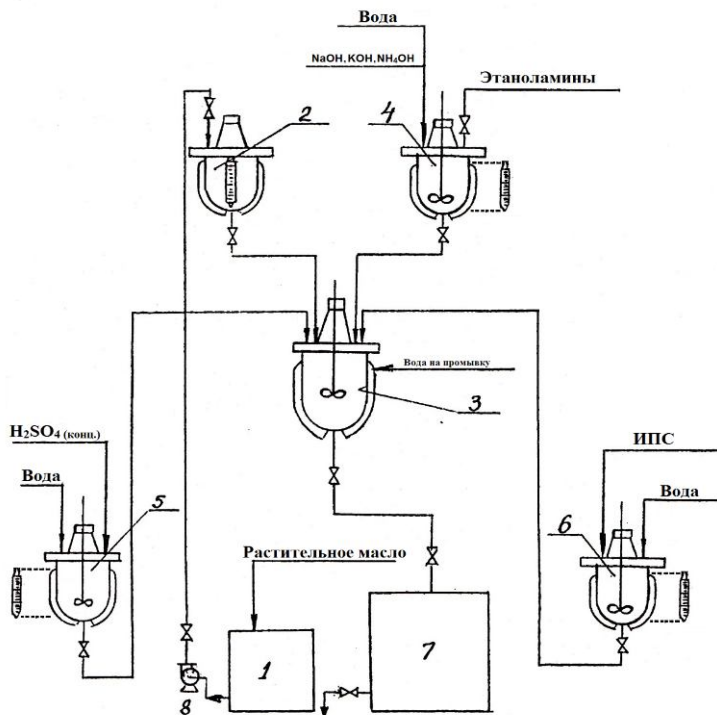 Вода
NaOH, KOH, NH₄OH
Этаноламины
2
4
Вода на промывку
3
H₂SO₄ (конц.)
Вода
5
ИПС
Вода
6
Растительное масло
1
7
8